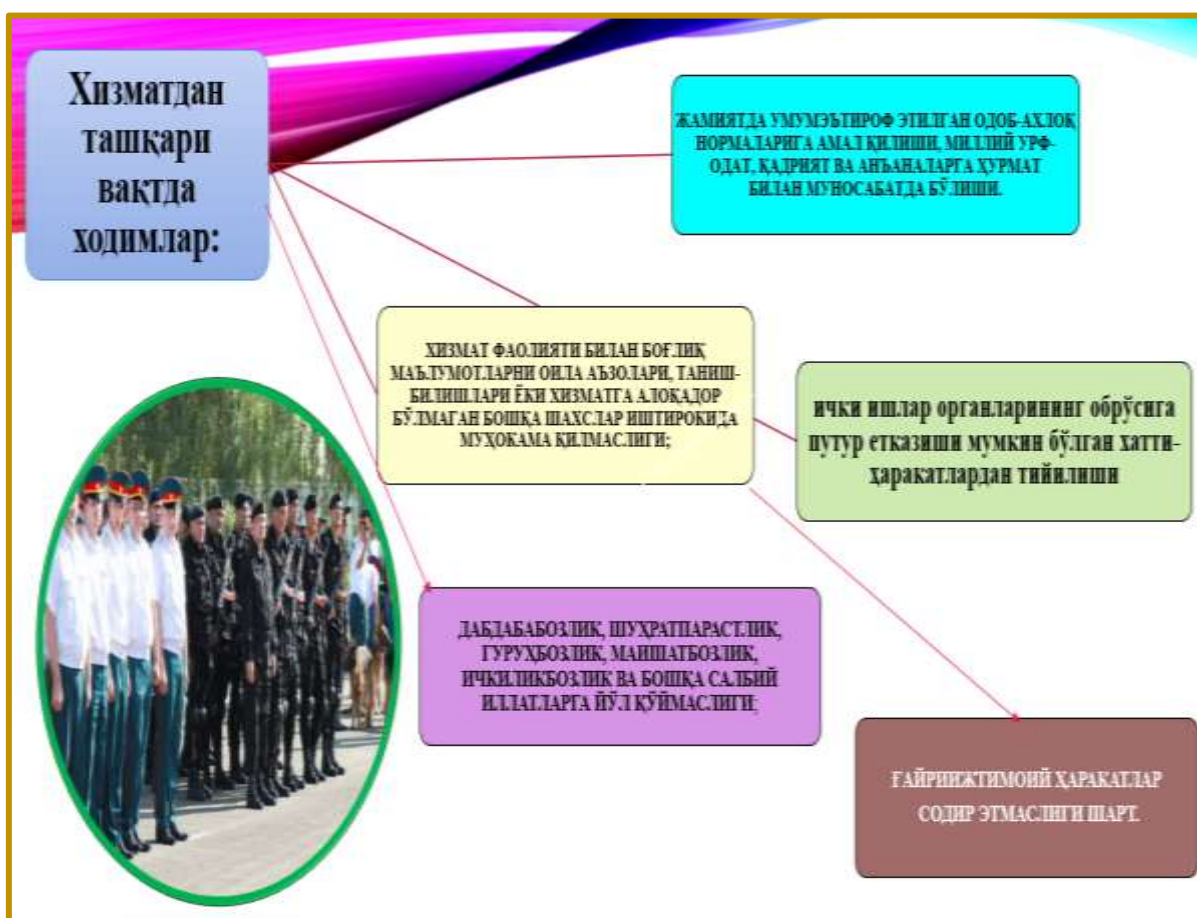 Хизматдан
ташқари
вақтда
ходимлар:
ЖАМИЯТДА УМУМЭЪТИРОФ ЭТИЛГАН ОДОБ-АХЛОҚ
НОРМАЛАРИГА АМАЛ ҚИЛИШИ, МИЛЛИЙ УРФ-
ОДАТ, ҚАДРИЯТ ВА АНЪАНАЛАРГА ҲУРМАТ
БИЛАН МУНОСАБАТДА БЎЛИШИ.
ХИЗМАТ ФАОЛИЯТИ БИЛАН БОҒЛИҚ
МАЪЛУМОТЛАРНИ ОИЛА АЪЗОЛАРИ, ТАНИШ-
БИЛИШЛАРИ ЁКИ ХИЗМАТГА АЛОҚАДОР
БЎЛМАГАН БОШҚА ШАХСЛАР ИШТИРОКИДА
МУҲОКАМА ҚИЛМАСЛИГИ;
ички ишлар органларининг обрўсига
путур етказиши мумкин бўлган хатти-
ҳаракатлардан тийилиши
ДАБДАБАБОЗЛИК, ШУҲРАТПАРАСТЛИК,
ГУРУҲБОЗЛИК, МАИШАТБОЗЛИК,
ИЧКИЛИКБОЗЛИК ВА БОШҚА САЛБИЙ
ИЛЛАТЛАРГА ЙЎЛ ҚЎЙМАСЛИГИ;
ҒАЙРИИЖТИМОИЙ ҲАРАКАТЛАР
СОДИР ЭТМАСЛИГИ ШАРТ.